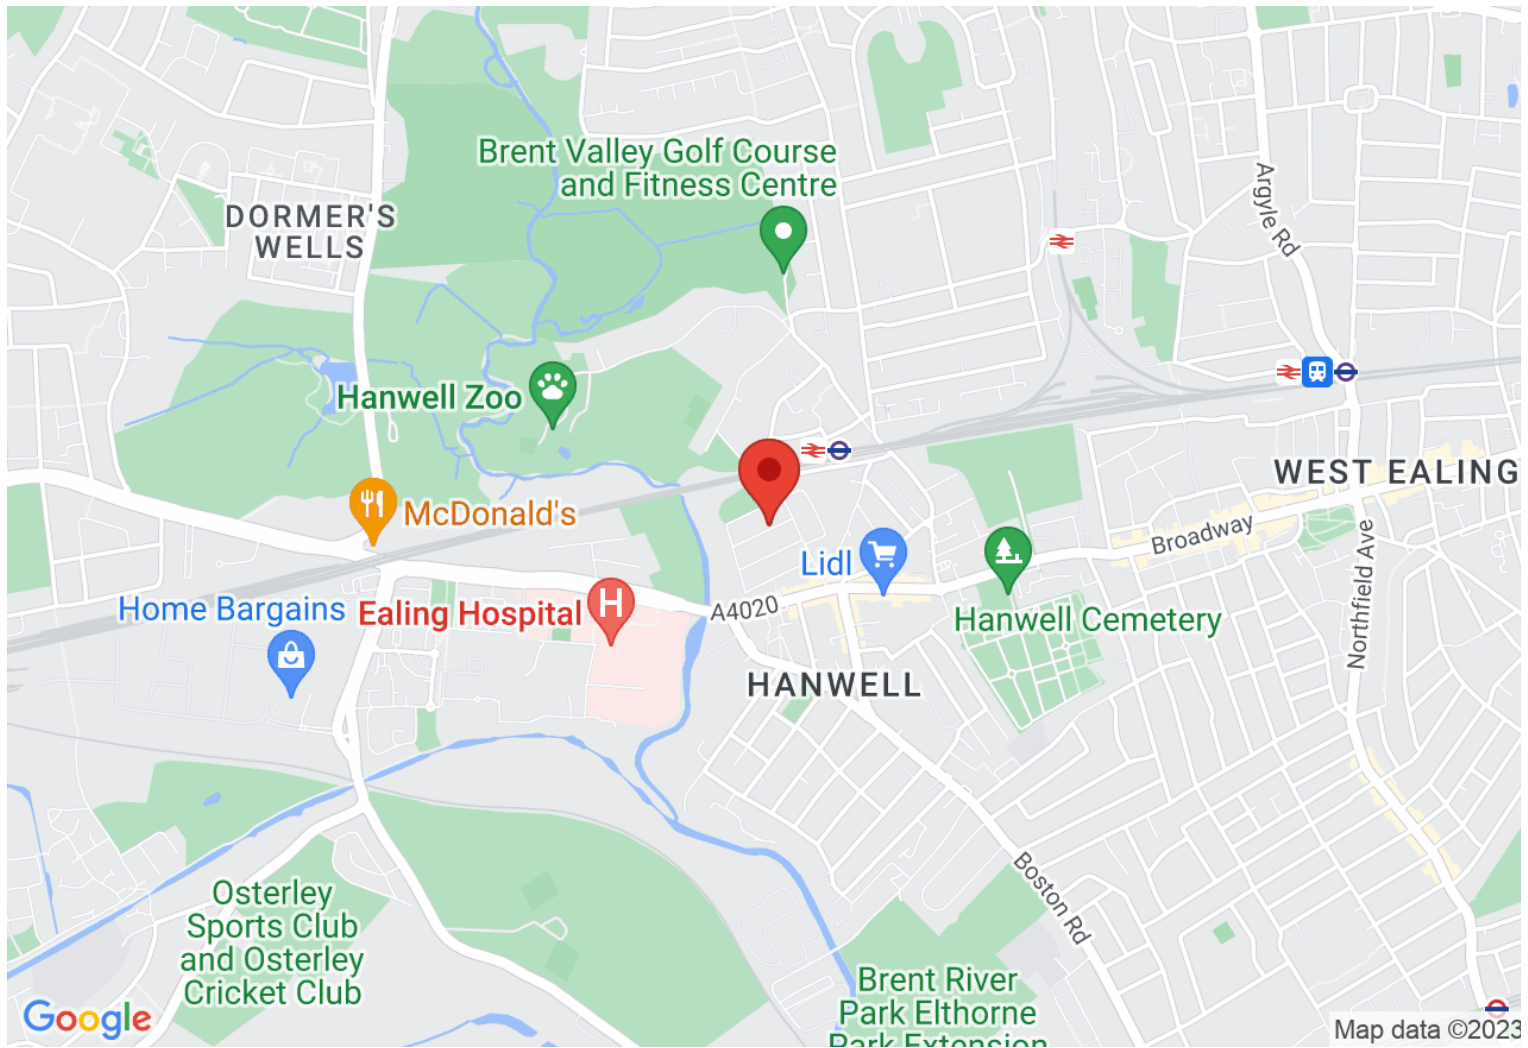 Brent Valley Golf Course
and Fitness Centre
DORMER'S
WELLS
Argyle Rd
Hanwell Zoo
WEST EALING
McDonald's
Broadway
Lidl
Northfield Ave
Home Bargains
Ealing Hospital
H
A4020
Hanwell Cemetery
HANWELL
Boston Rd
Osterley
Sports Club
and Osterley
Cricket Club
Brent River
Park Elthorne
Park Extension
Google
Map data ©2023